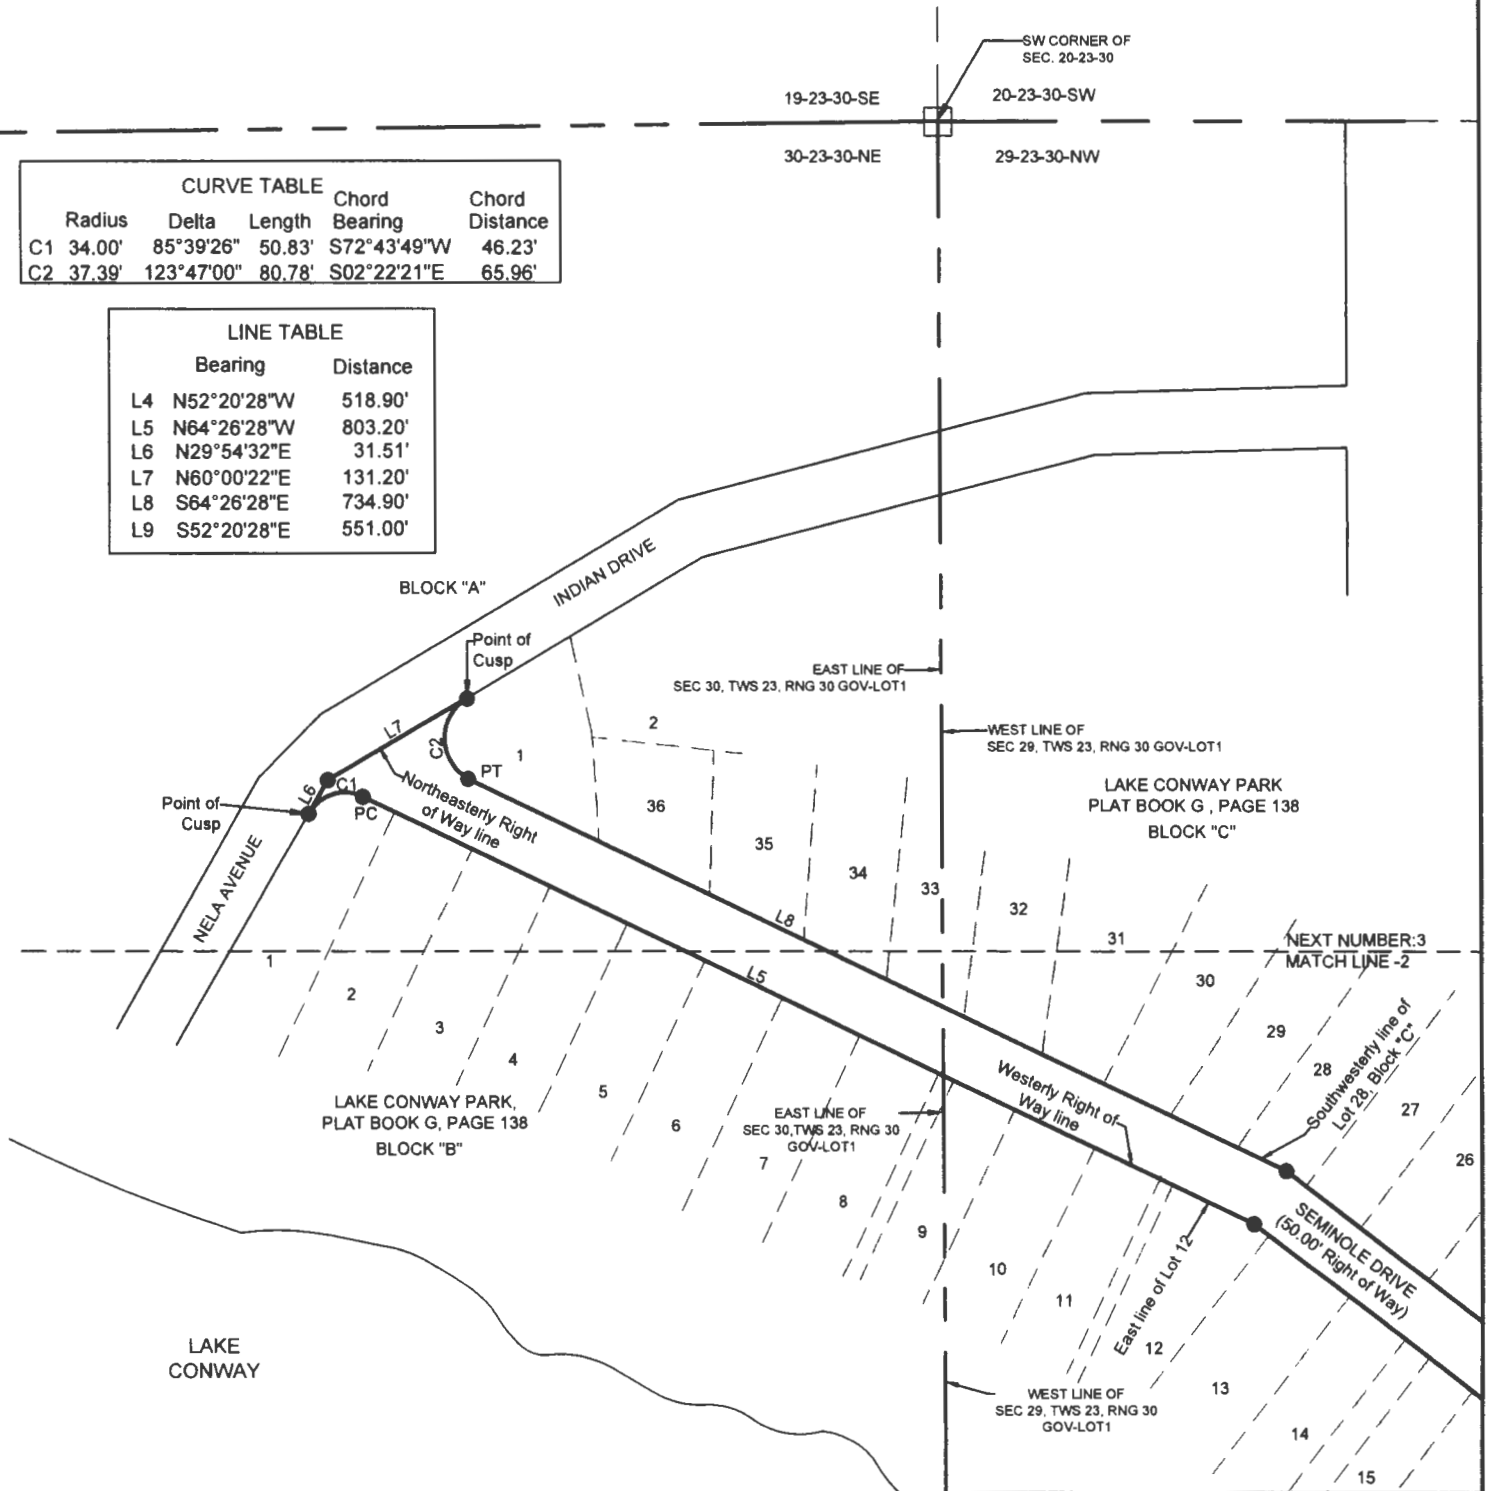 SW CORNER OF
SEC. 20-23-30
19-23-30-SE
20-23-30-SW
30-23-30-NE
29-23-30-NW
CURVE TABLE
Radius Delta Length Chord Bearing Chord Distance
C1 34.00' 85°39'26" 50.83' S72°43'49"W 46.23'
C2 37.39' 123°47'00" 80.78' S02°22'21"E 65.96'
LINE TABLE
Bearing Distance
L4 N52°20'28"W 518.90'
L5 N64°26'28"W 803.20'
L6 N29°54'32"E 31.51'
L7 N60°00'22"E 131.20'
L8 S64°26'28"E 734.90'
L9 S52°20'28"E 551.00'
BLOCK "A"
INDIAN DRIVE
Point of
Cusp
EAST LINE OF
SEC 30, TWS 23, RNG 30 GOV-LOT1
WEST LINE OF
SEC 29, TWS 23, RNG 30 GOV-LOT1
LAKE CONWAY PARK
PLAT BOOK G , PAGE 138
BLOCK "C"
L7
C2
1
2
PT
L6
C1
PC
Point of
Cusp
Northeasterly Right
of Way line
NELA AVENUE
36
35
34
33
32
31
30
29
28
27
26
L8
L5
NEXT NUMBER:3
MATCH LINE -2
Southwesterly line of
Lot 28, Block "C"
1
2
3
4
5
6
7
8
9
10
11
12
13
14
15
LAKE CONWAY PARK,
PLAT BOOK G, PAGE 138
BLOCK "B"
EAST LINE OF
SEC 30,TWS 23, RNG 30
GOV-LOT1
Westerly Right of
Way line
East line of Lot 12
SEMINOLE DRIVE
(50.00' Right of Way)
WEST LINE OF
SEC 29, TWS 23, RNG 30
GOV-LOT1
LAKE
CONWAY